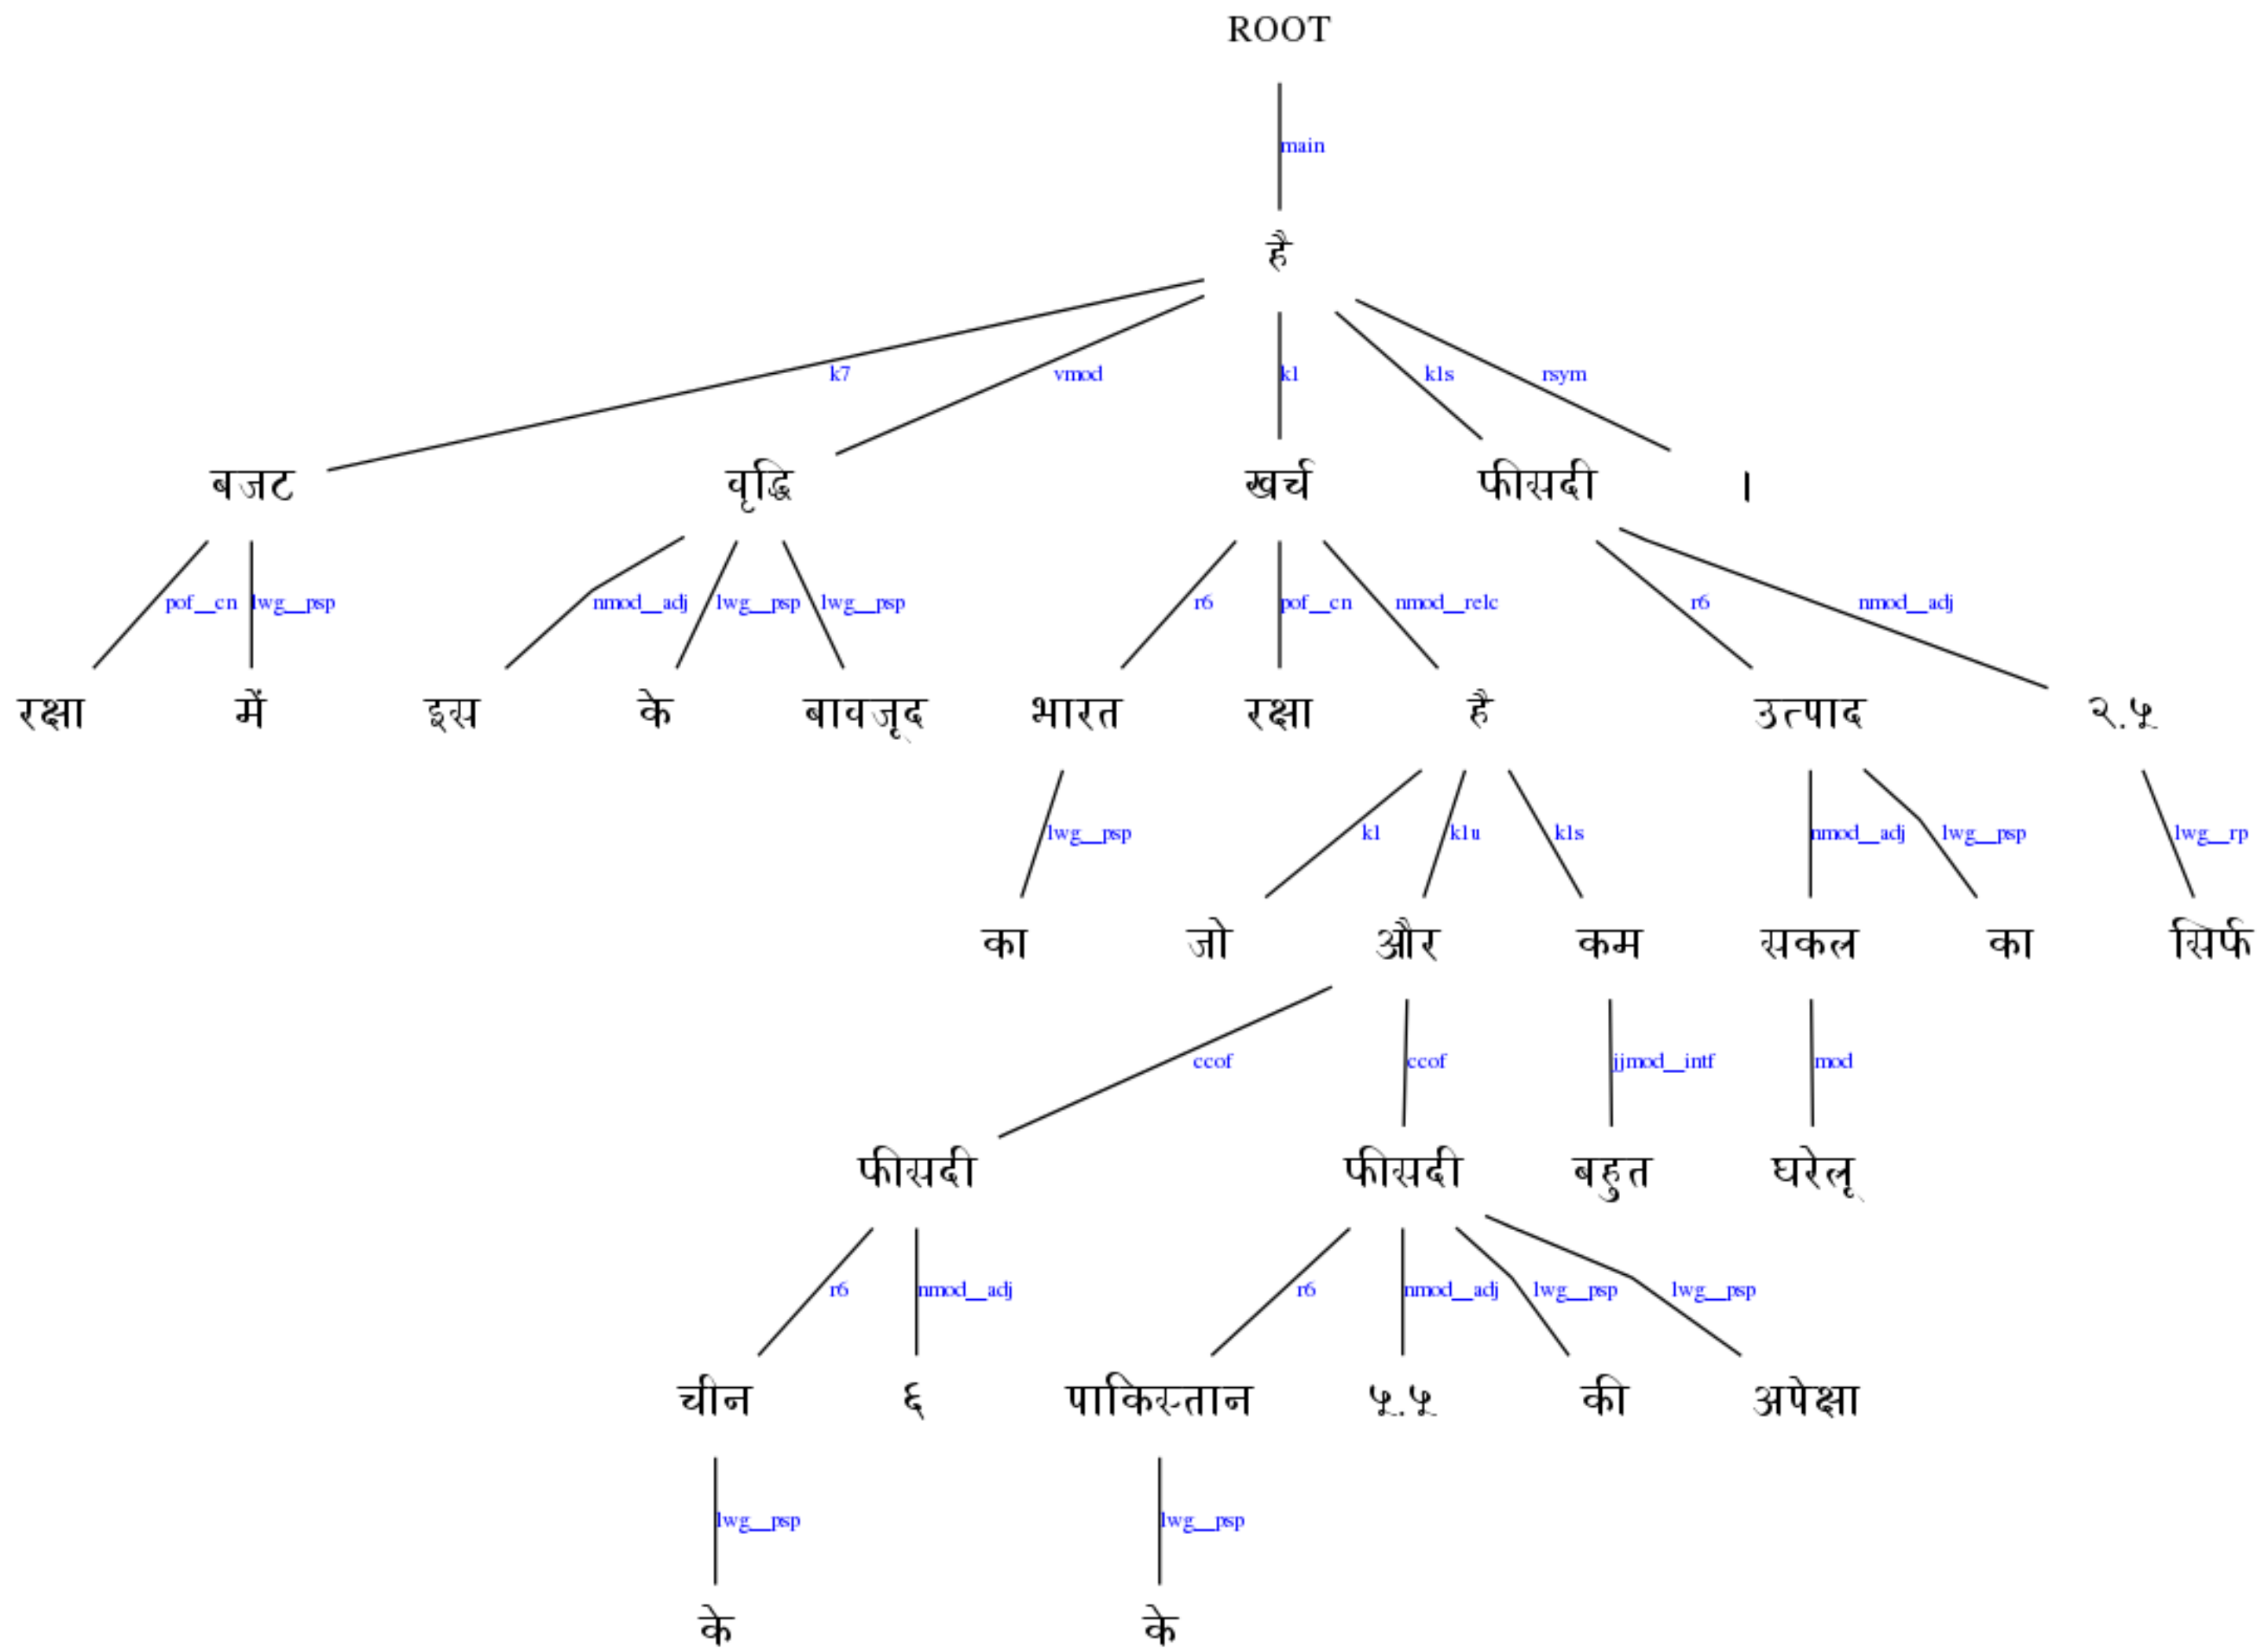 ROOT
main
है
k7 vmod k1 k1s rsym
बजट वृद्धि खर्च फीसदी ।
pof__cn lwg__psp nmod__adj lwg__psp lwg__psp r6 pof__cn nmod__relc r6 nmod__adj
रक्षा में इस के बावजूद भारत रक्षा है उत्पाद २.५
lwg__psp k1 k1u k1s nmod__adj lwg__psp lwg__rp
का जो और कम सकल का सिर्फ
ccof ccof jjmod__intf mod
फीसदी फीसदी बहुत घरेलू
r6 nmod__adj r6 nmod__adj lwg__psp lwg__psp
चीन ६ पाकिस्तान ५.५ की अपेक्षा
lwg__psp lwg__psp
के के